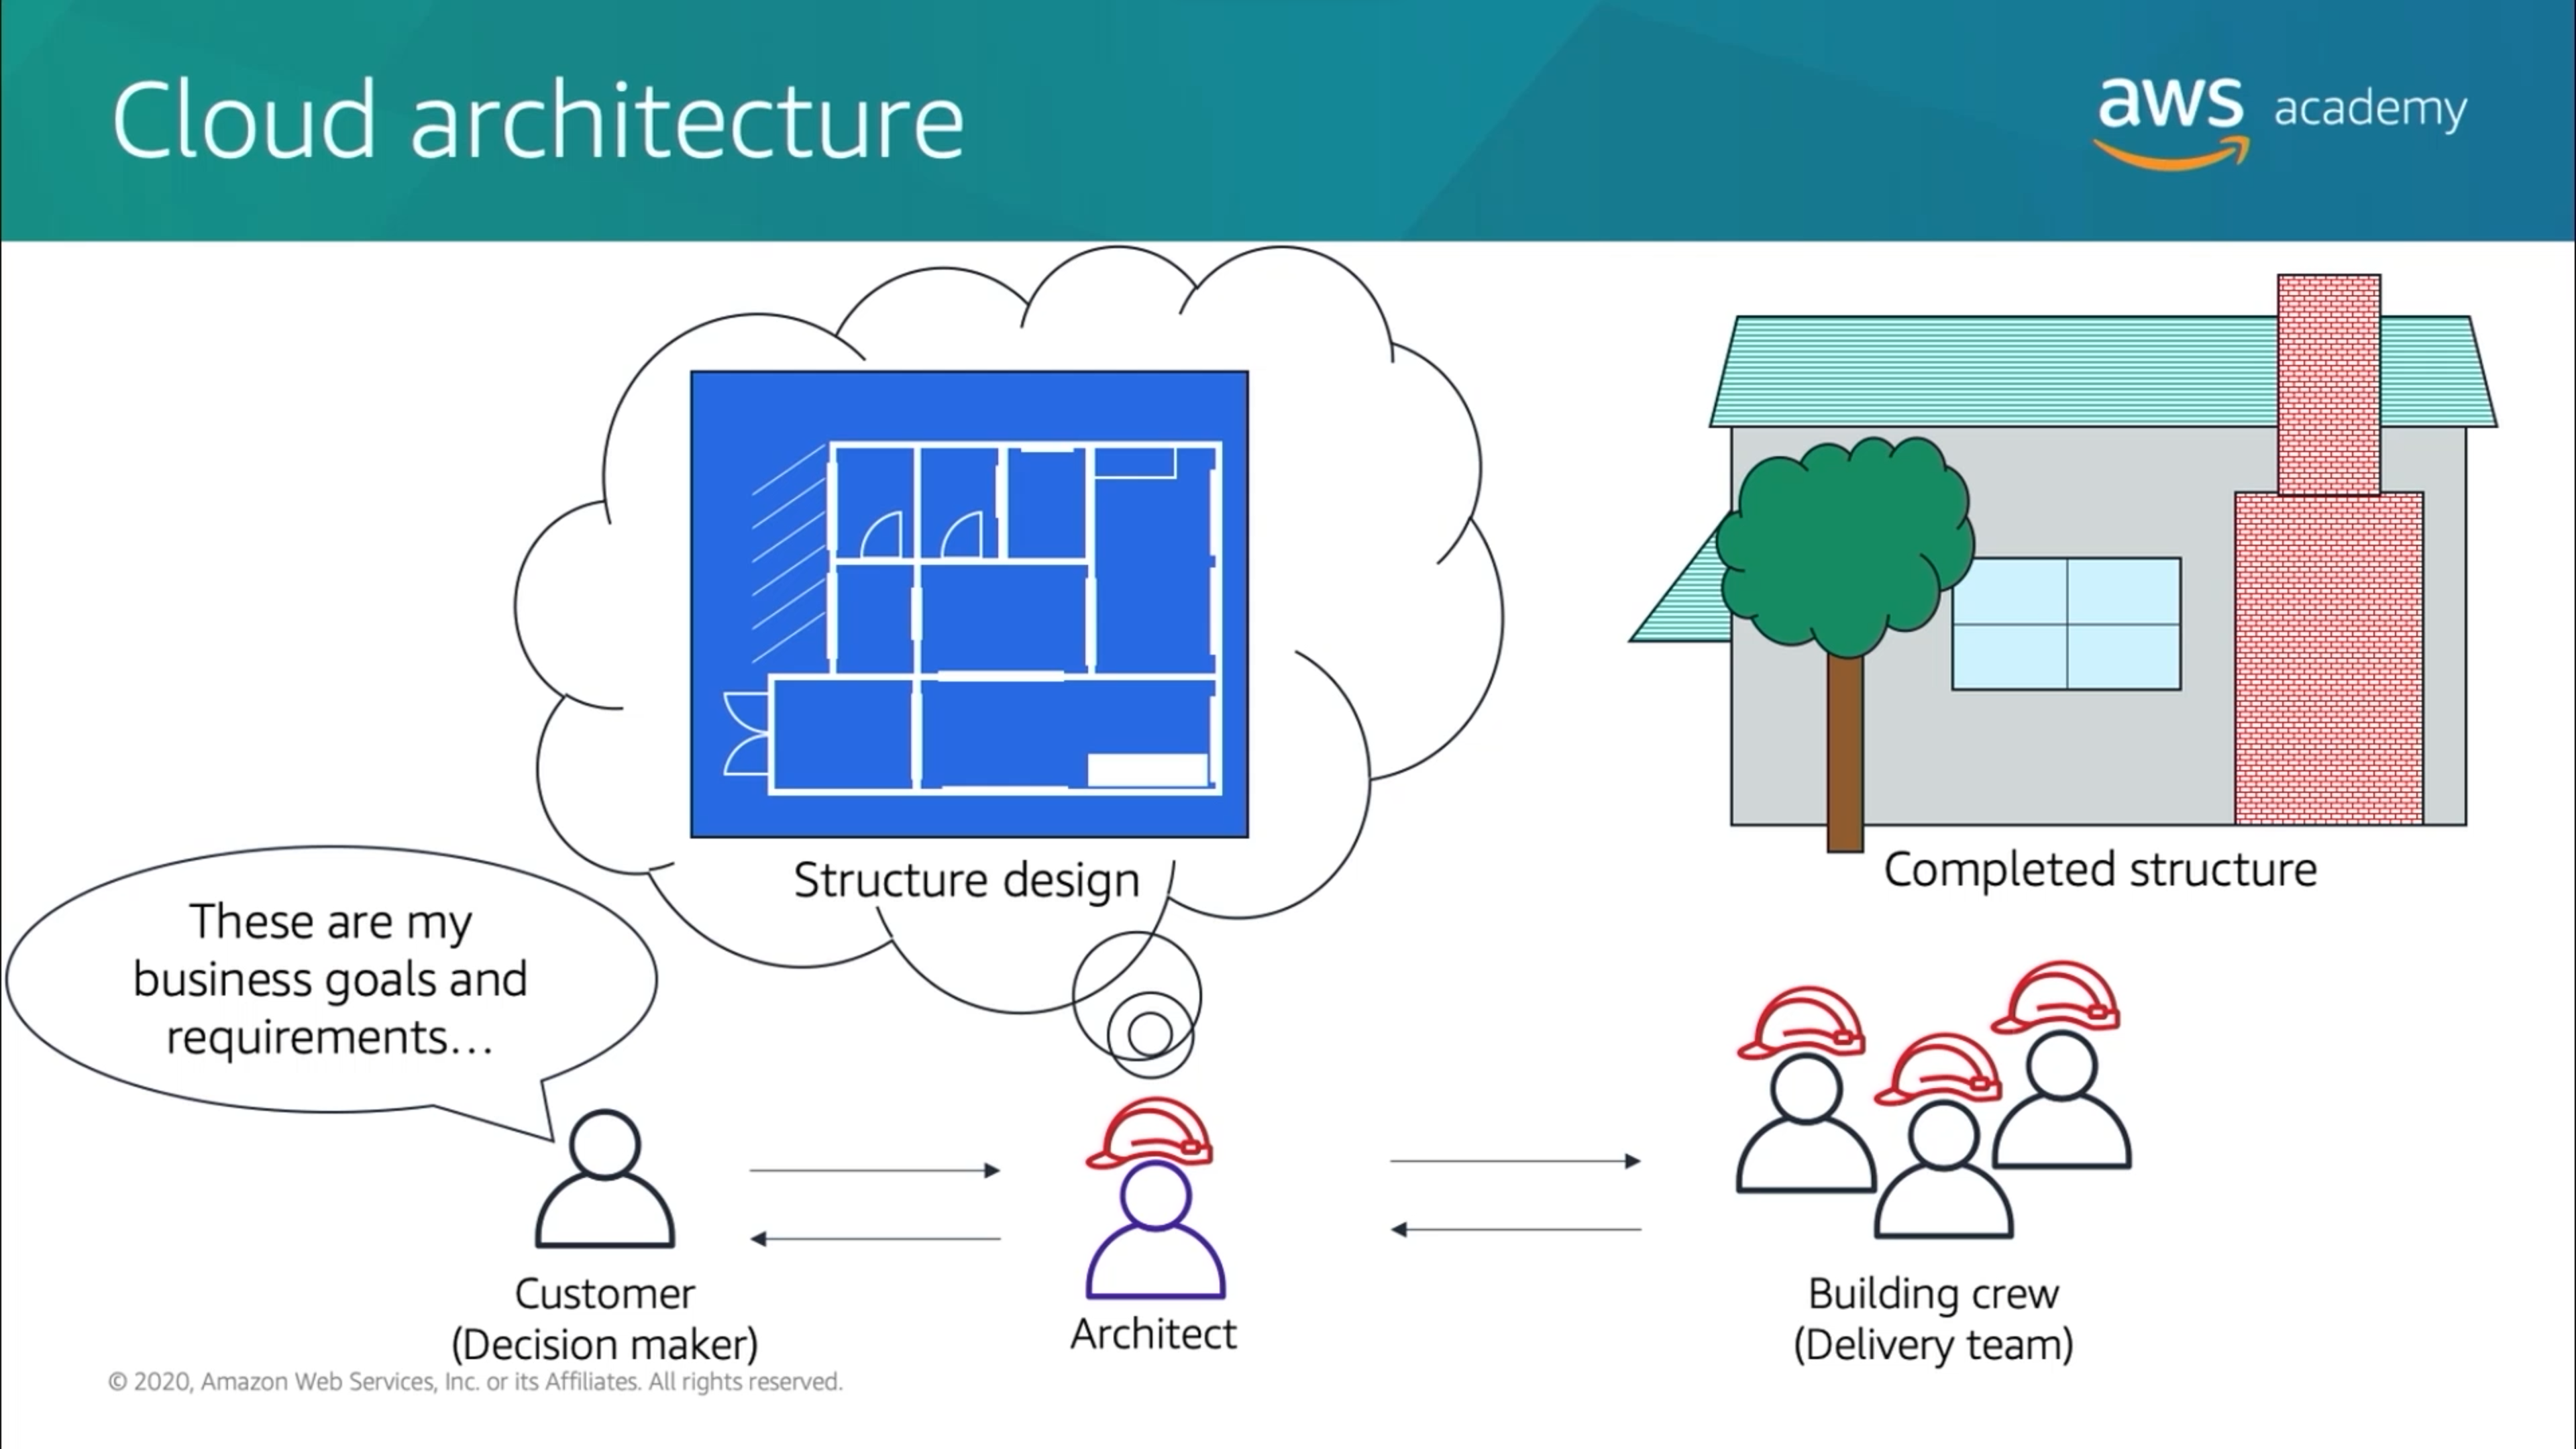 Cloud architecture
aws academy
Structure design
Completed structure
These are my
business goals and
requirements...
Customer
(Decision maker)
Architect
Building crew
(Delivery team)
© 2020, Amazon Web Services, Inc. or its Affiliates. All rights reserved.